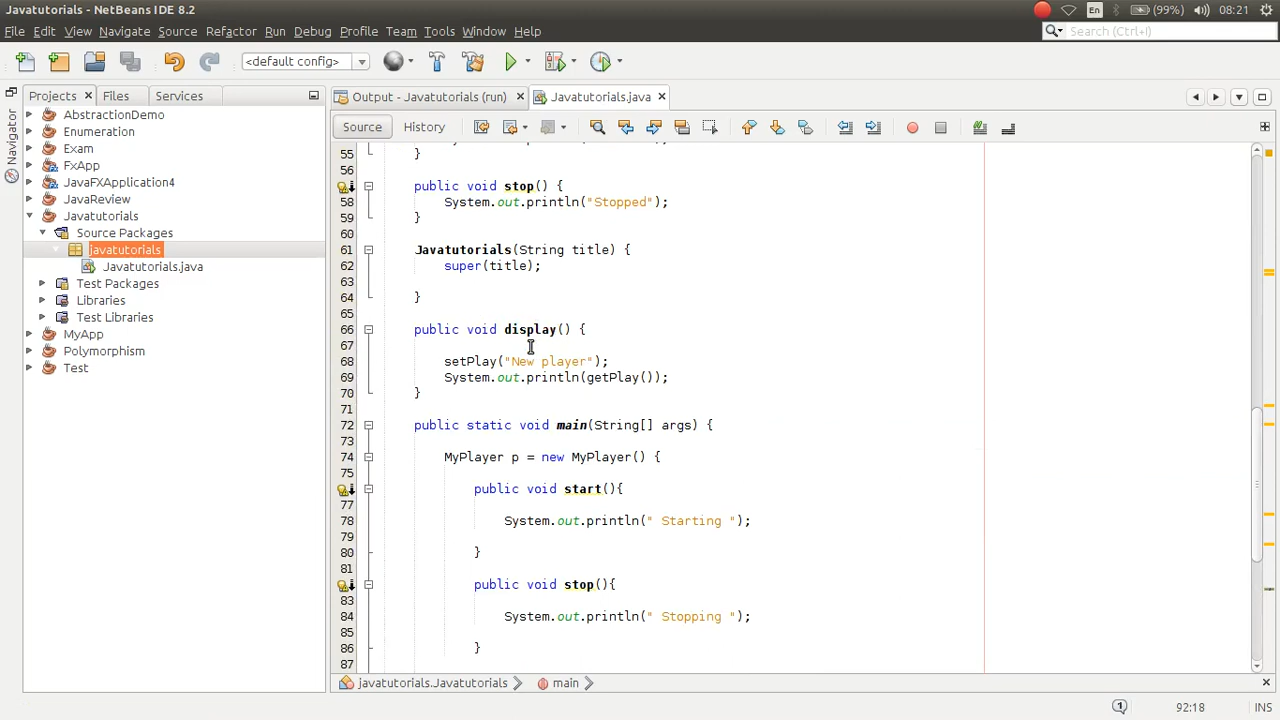 Javatutorials - NetBeans IDE 8.2
En
(99%)
08:21
File Edit View Navigate Source Refactor Run Debug Profile Team Tools Window Help
Search (Ctrl+I)
<default config>
Projects
Files
Services
Output - Javatutorials (run)
Javatutorials.java
Navigator
Source
History
AbstractionDemo
Enumeration
Exam
FxApp
JavaFXApplication4
JavaReview
Javatutorials
Source Packages
javatutorials
Javatutorials.java
Test Packages
Libraries
Test Libraries
MyApp
Polymorphism
Test
55 }
56
public void stop() {
58 System.out.println("Stopped");
59 }
60
61 Javatutorials(String title) {
62 super(title);
63
64 }
65
66 public void display() {
67
68 setPlay("New player");
69 System.out.println(getPlay());
70 }
71
72 public static void main(String[] args) {
73
74 MyPlayer p = new MyPlayer() {
75
public void start(){
77
78 System.out.println(" Starting ");
79
80 }
81
public void stop(){
83
84 System.out.println(" Stopping ");
85
86 }
87
javatutorials.Javatutorials
main
1
92:18
INS